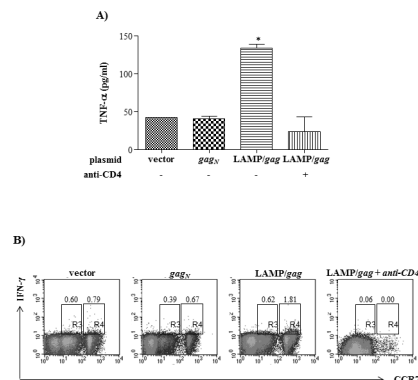 A)
150
100
50
0
TNF-α (pg/ml)
*
plasmid vector gagN LAMP/gag LAMP/gag
anti-CD4 - - - +
B)
IFN-γ
vector gagN LAMP/gag LAMP/gag + anti-CD4
0.60 0.79 0.39 0.67 0.62 1.81 0.06 0.00
R3 R4 R3 R4 R3 R4 R3 R4